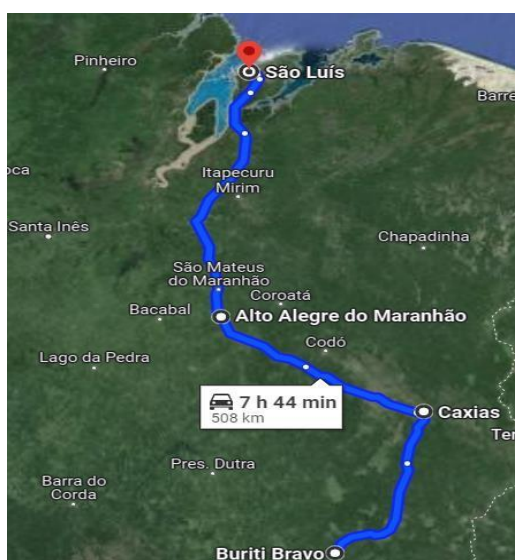 Pinheiro
São Luís
Barre
Itapecuru
Mirim
oca
Santa Inês
Chapadinha
São Mateus
do Maranhão
Coroatá
Bacabal
Alto Alegre do Maranhão
Codó
Lago da Pedra
7 h 44 min
508 km
Caxias
Ter
Pres. Dutra
Barra do
Corda
Buriti Bravo